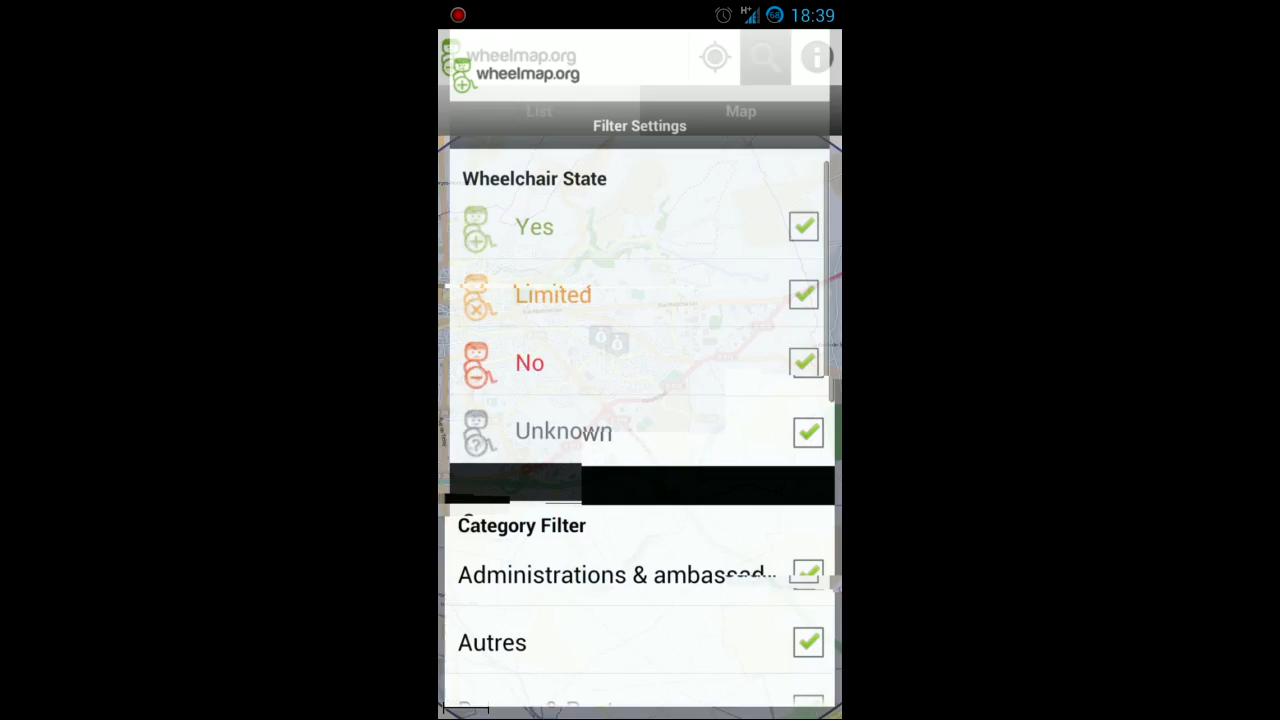 68 18:39
wheelmap.org
wheelmap.org
List Map
Filter Settings
Wheelchair State
Yes
Limited
No
Unknown
Category Filter
Administrations & ambassad...
Autres